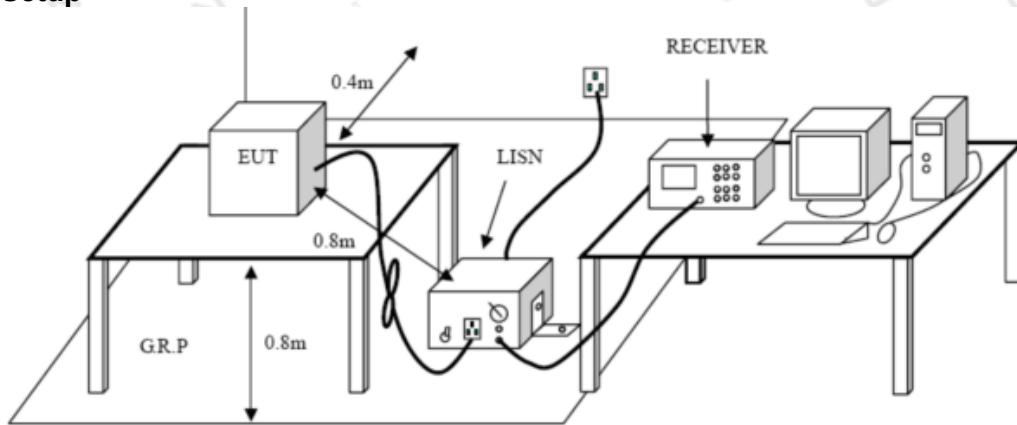 Setup
RECEIVER
0.4m
EUT
LISN
0.8m
G.R.P
0.8m